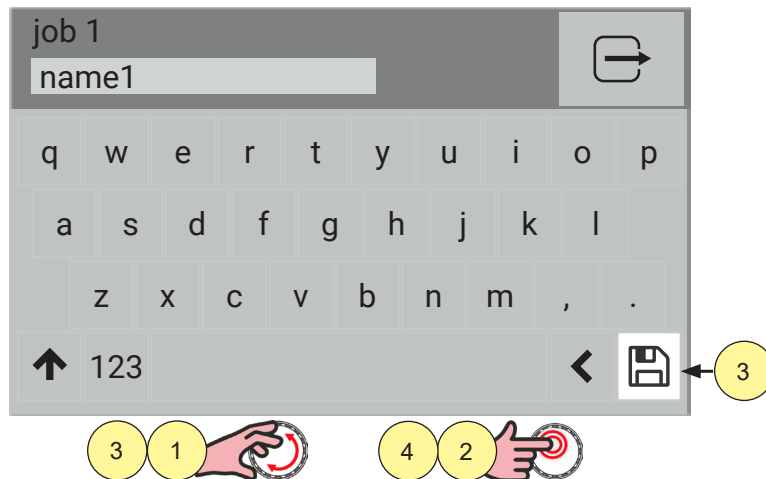 job 1
name1
q w e r t y u i o p
a s d f g h j k l
z x c v b n m , .
123
3
3 1 4 2